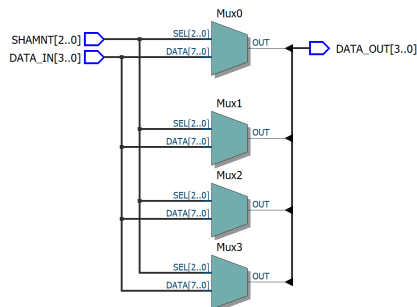 Mux0
SHAMNT[2..0] SEL[2..0]
DATA_IN[3..0] DATA[7..0] OUT DATA_OUT[3..0]
Mux1
SEL[2..0]
DATA[7..0] OUT
Mux2
SEL[2..0]
DATA[7..0] OUT
Mux3
SEL[2..0]
DATA[7..0] OUT